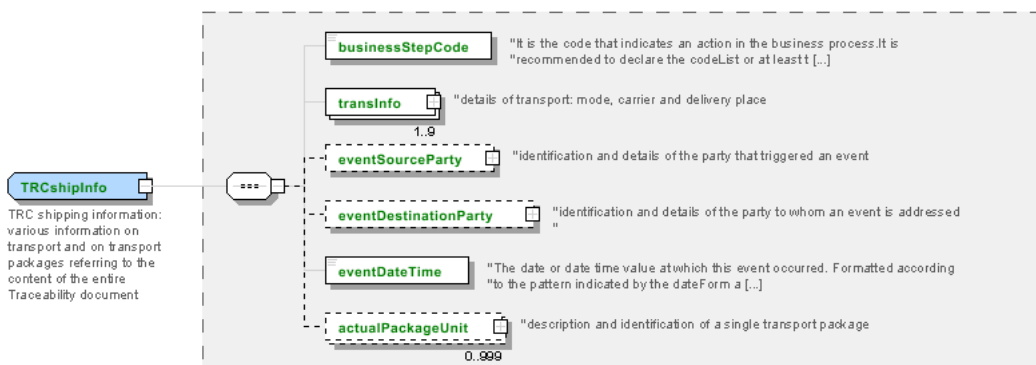 businessStepCode
"It is the code that indicates an action in the business process.It is
"recommended to declare the codeList or at least t [...]
transInfo
"details of transport: mode, carrier and delivery place
1..9
eventSourceParty
"identification and details of the party that triggered an event
TRCshipInfo
TRC shipping information:
various information on
transport and on transport
packages referring to the
content of the entire
Traceability document
eventDestinationParty
"identification and details of the party to whom an event is addressed
"
eventDateTime
"The date or date time value at which this event occurred. Formatted according
"to the pattern indicated by the dateForm a [...]
actualPackageUnit
"description and identification of a single transport package
0..999